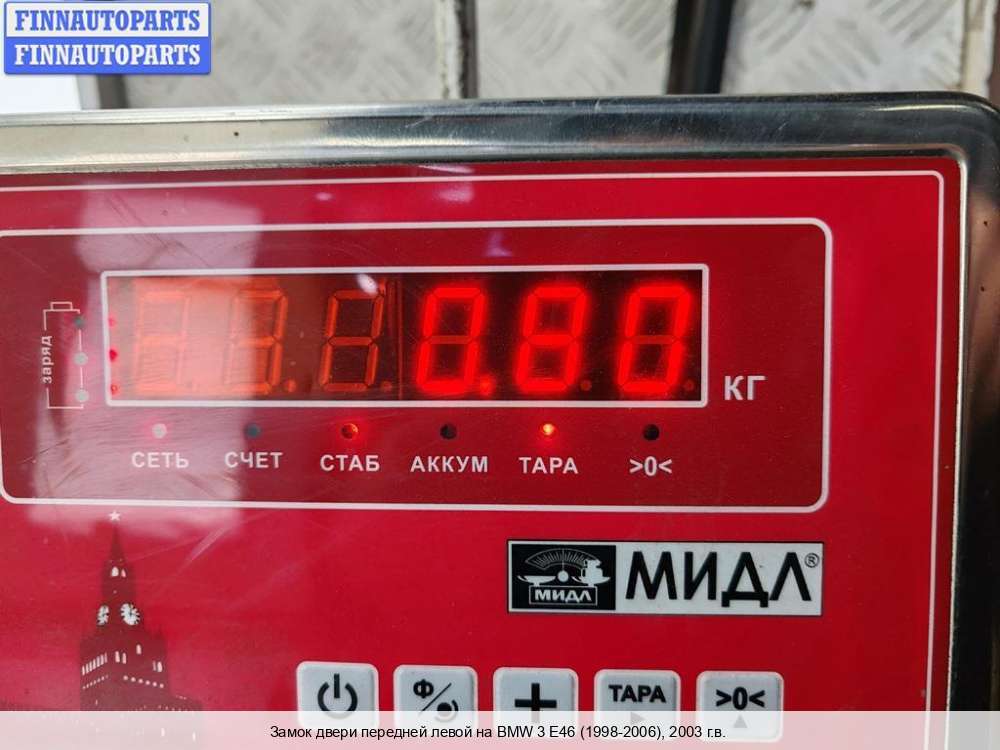 FINNAUTOPARTS
FINNAUTOPARTS
заряд
0.80 КГ
СЕТЬ СЧЕТ СТАБ АККУМ ТАРА >0<
МИДЛ МИДЛ®
Ф ТАРА >0<
Замок двери передней левой на BMW 3 E46 (1998-2006), 2003 г.в.